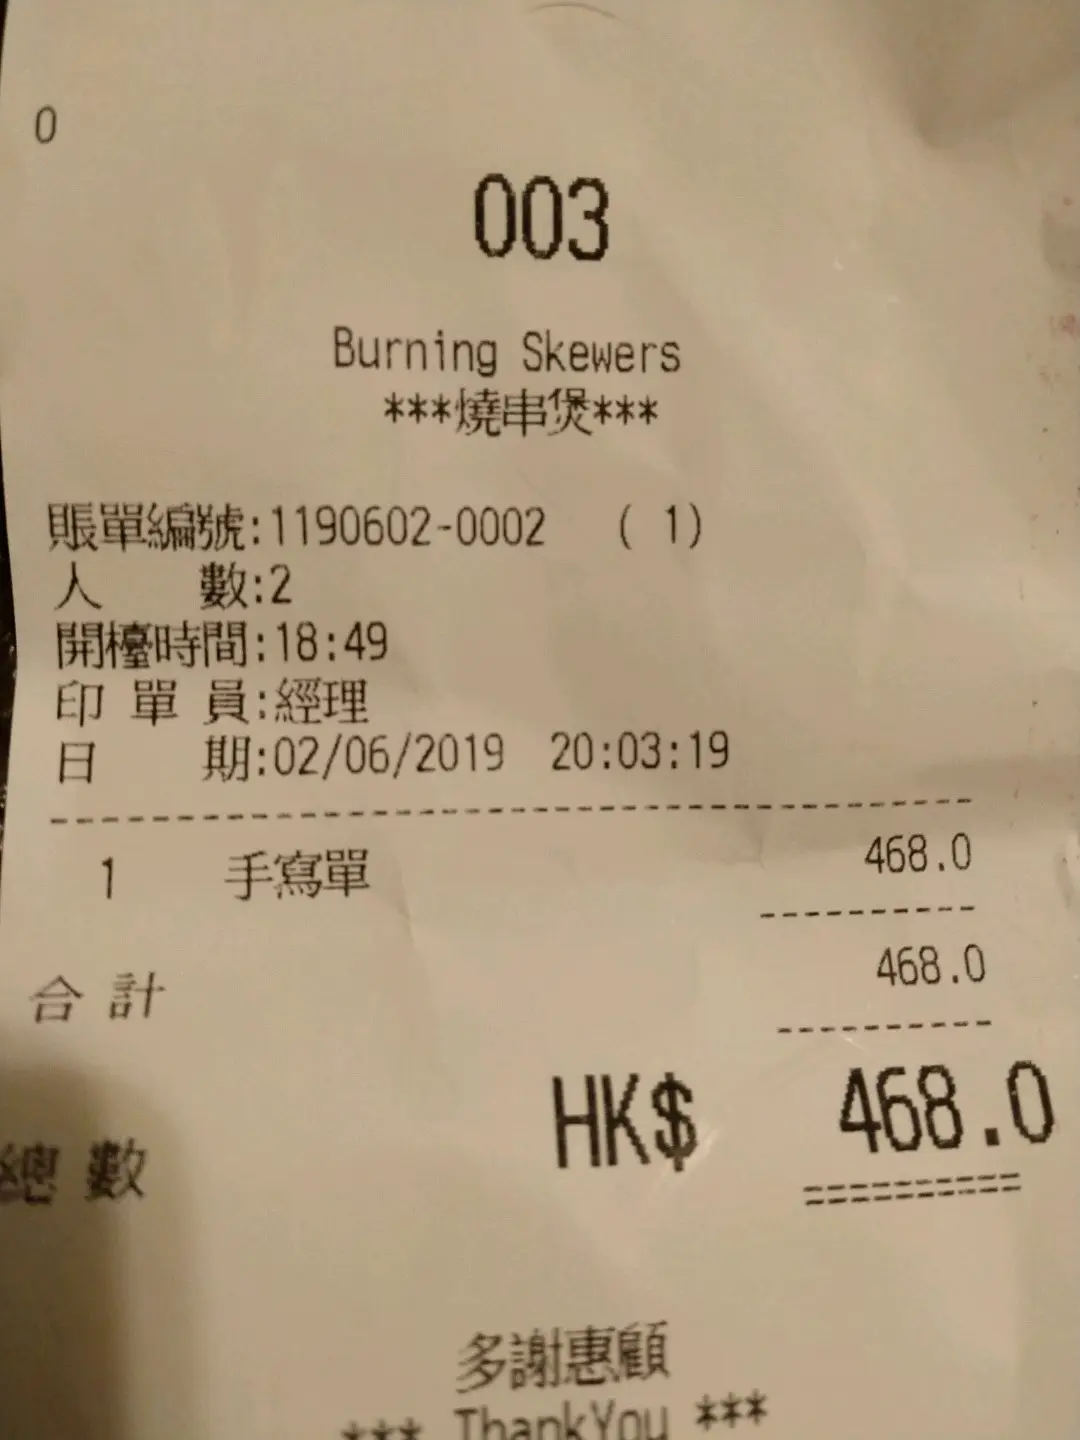 0
003
Burning Skewers
***燒串煲***
賬單編號:1190602-0002 ( 1)
人 數:2
開檯時間:18:49
印 單 員:經理
日 期:02/06/2019 20:03:19
1 手寫單 468.0
468.0
合 計
HK$ 468.0
總 數
多謝惠顧
*** ThankYou ***